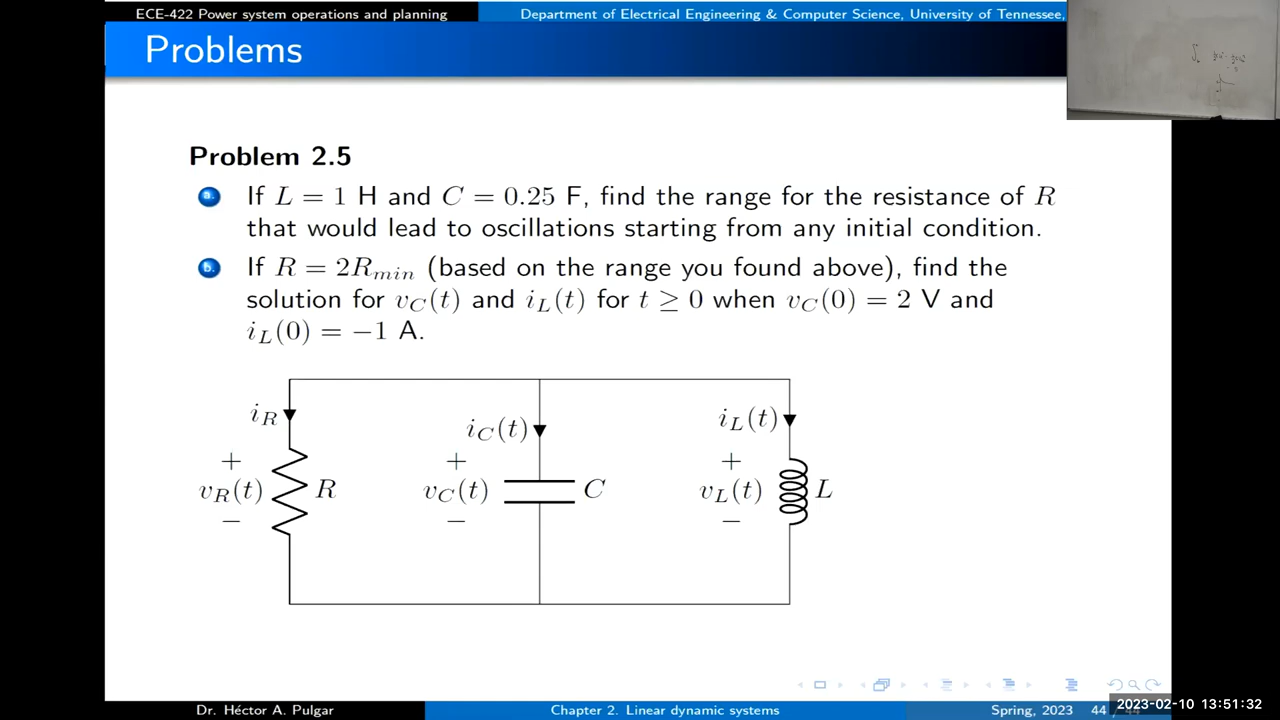 ECE-422 Power system operations and planning
Department of Electrical Engineering & Computer Science, University of Tennessee,
Problems
Problem 2.5
a. If L = 1 H and C = 0.25 F, find the range for the resistance of R
that would lead to oscillations starting from any initial condition.
b. If R = 2R_{min} (based on the range you found above), find the
solution for v_C(t) and i_L(t) for t ≥ 0 when v_C(0) = 2 V and
i_L(0) = −1 A.
i_R
i_C(t)
i_L(t)
+
+
+
v_R(t)
R
v_C(t)
C
v_L(t)
L
−
−
−
Dr. Héctor A. Pulgar
Chapter 2. Linear dynamic systems
Spring, 2023
44 /
2023-02-10 13:51:32